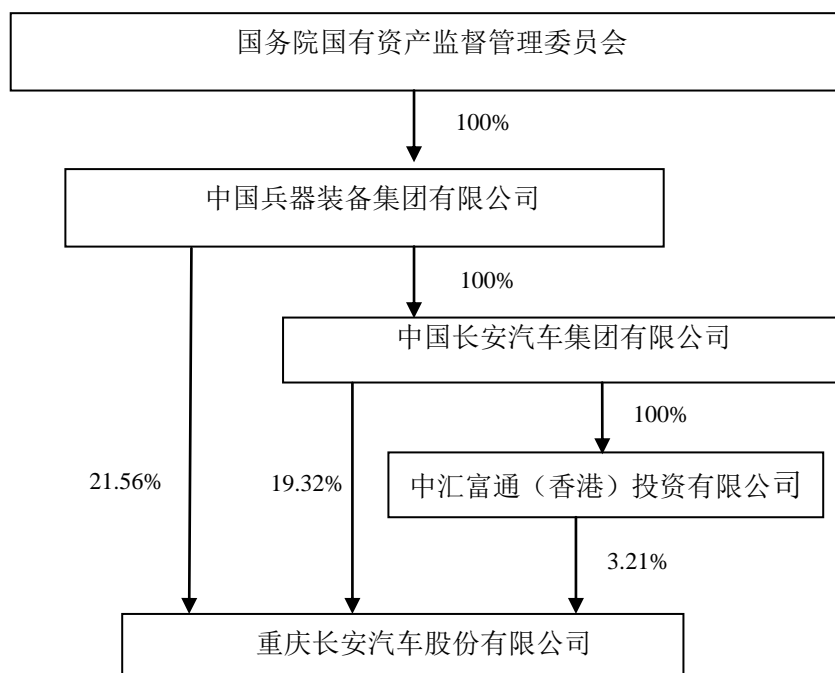 国务院国有资产监督管理委员会
100%
中国兵器装备集团有限公司
100%
中国长安汽车集团有限公司
100%
21.56%
19.32%
中汇富通（香港）投资有限公司
3.21%
重庆长安汽车股份有限公司